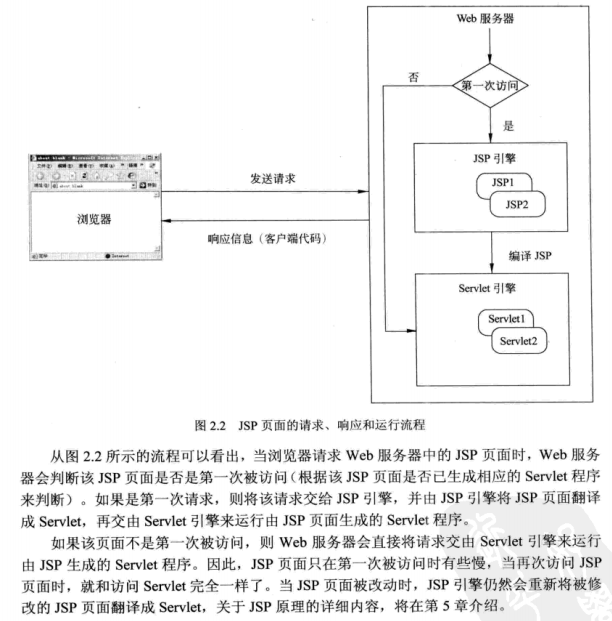 Web 服务器
否
第一次访问
是
JSP 引擎
JSP1
JSP2
发送请求
浏览器
响应信息（客户端代码）
编译 JSP
Servlet 引擎
Servlet1
Servlet2
图 2.2 JSP 页面的请求、响应和运行流程
从图 2.2 所示的流程可以看出，当浏览器请求 Web 服务器中的 JSP 页面时，Web 服务
器会判断该 JSP 页面是否是第一次被访问（根据该 JSP 页面是否已生成相应的 Servlet 程序
来判断）。如果是第一次请求，则将该请求交给 JSP 引擎，并由 JSP 引擎将 JSP 页面翻译
成 Servlet，再交由 Servlet 引擎来运行由 JSP 页面生成的 Servlet 程序。
如果该页面不是第一次被访问，则 Web 服务器会直接将请求交由 Servlet 引擎来运行
由 JSP 生成的 Servlet 程序。因此，JSP 页面只在第一次被访问时有些慢，当再次访问 JSP
页面时，就和访问 Servlet 完全一样了。当 JSP 页面被改动时，JSP 引擎仍然会重新将被修
改的 JSP 页面翻译成 Servlet，关于 JSP 原理的详细内容，将在第 5 章介绍。